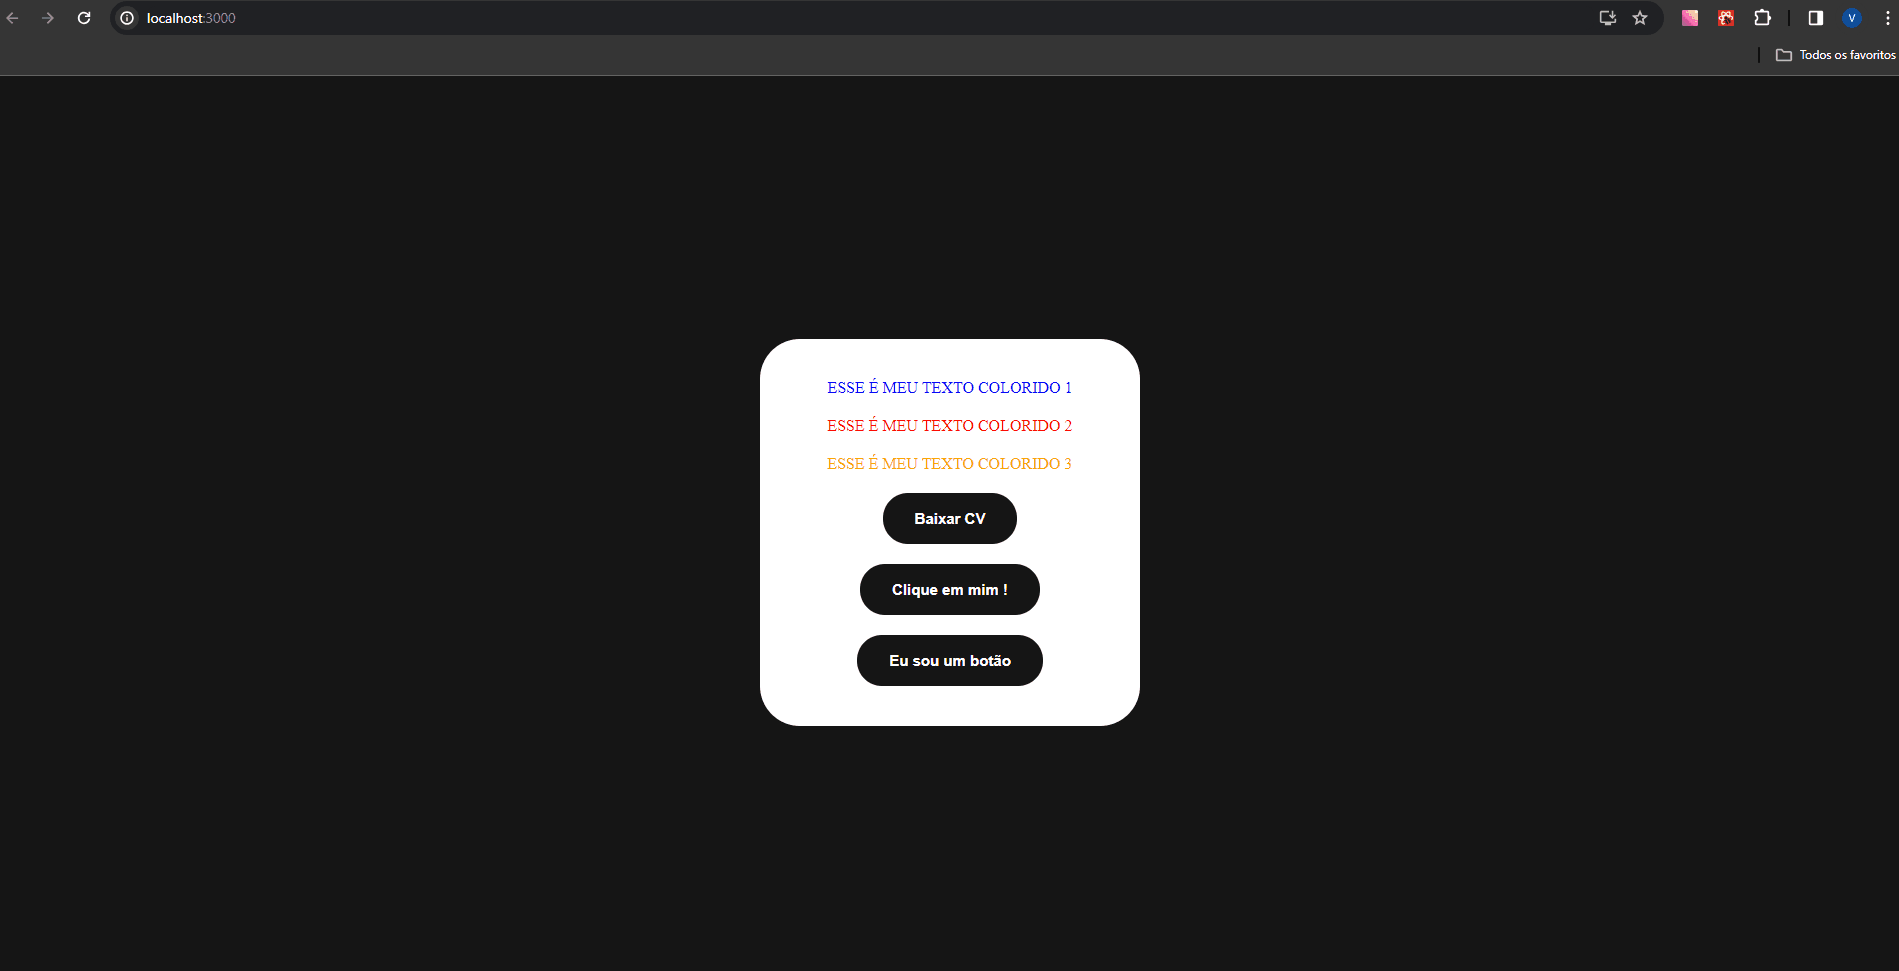 localhost:3000
V
Todos os favoritos
ESSE É MEU TEXTO COLORIDO 1
ESSE É MEU TEXTO COLORIDO 2
ESSE É MEU TEXTO COLORIDO 3
Baixar CV
Clique em mim !
Eu sou um botão